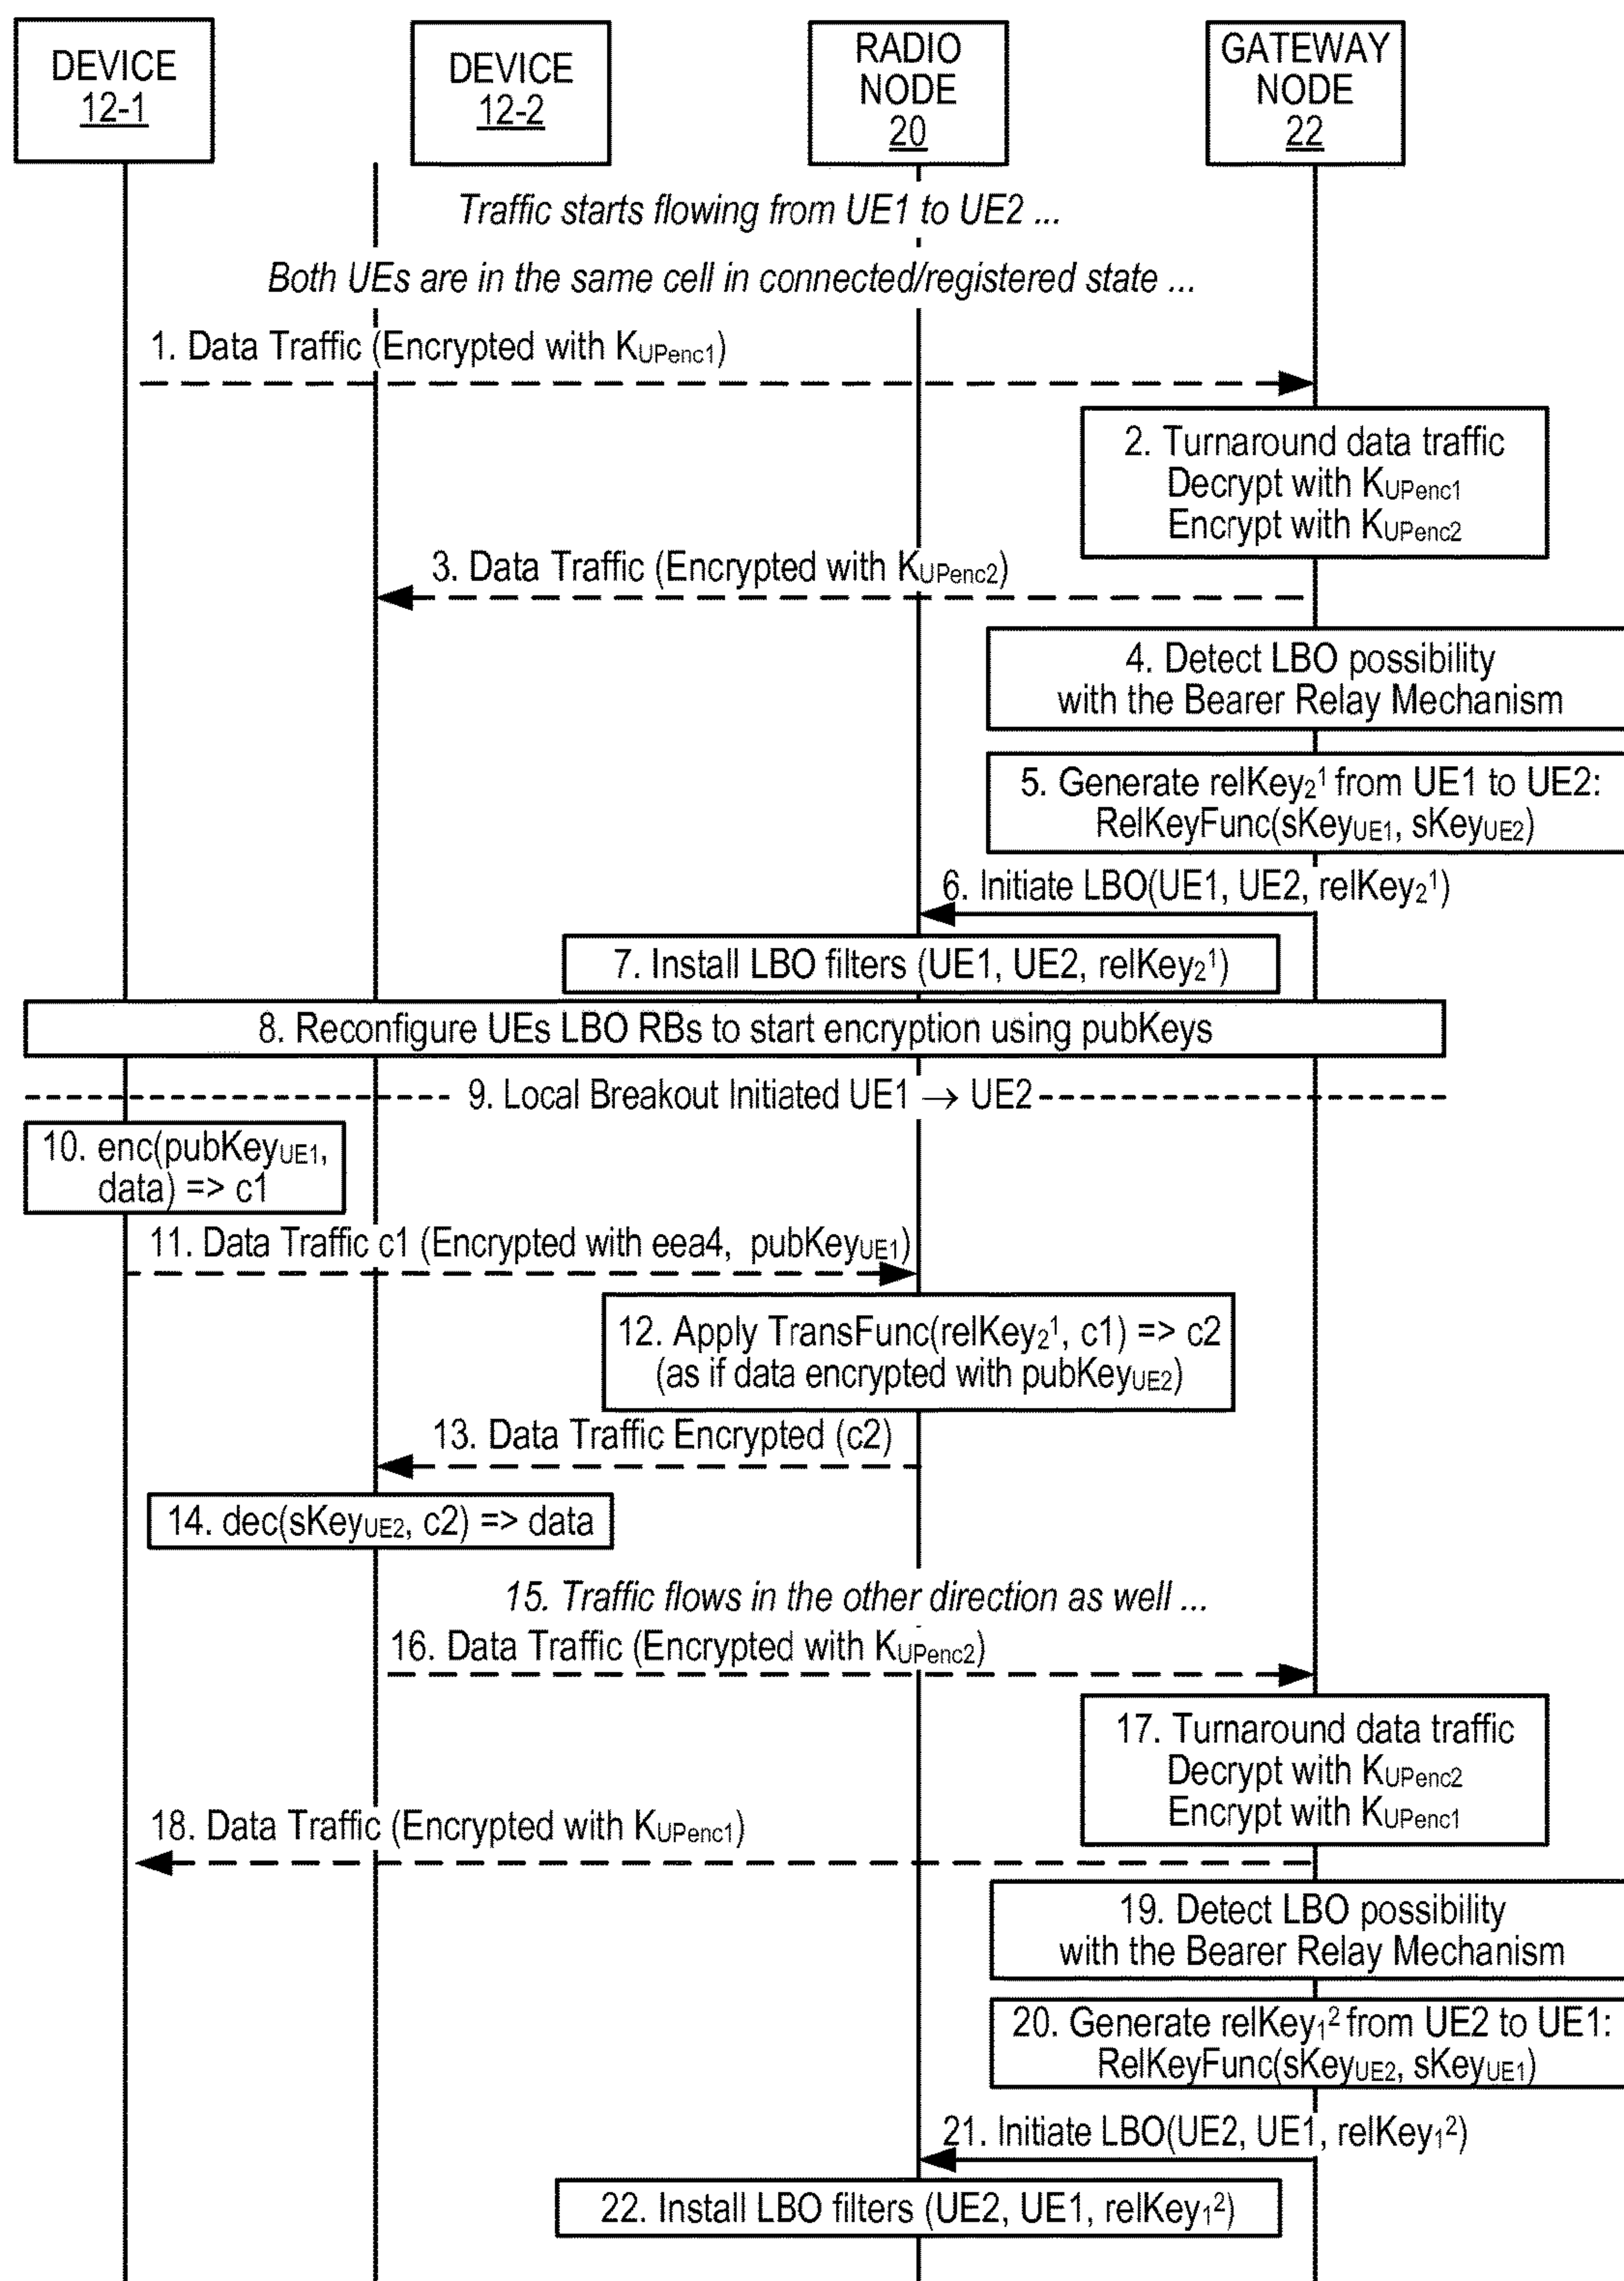 DEVICE
12-1
DEVICE
12-2
RADIO
NODE
20
GATEWAY
NODE
22
Traffic starts flowing from UE1 to UE2 ...
Both UEs are in the same cell in connected/registered state ...
1. Data Traffic (Encrypted with KUPenc1)
2. Turnaround data traffic
Decrypt with KUPenc1
Encrypt with KUPenc2
3. Data Traffic (Encrypted with KUPenc2)
4. Detect LBO possibility
with the Bearer Relay Mechanism
5. Generate relKey₂¹ from UE1 to UE2:
RelKeyFunc(sKeyUE1, sKeyUE2)
6. Initiate LBO(UE1, UE2, relKey₂¹)
7. Install LBO filters (UE1, UE2, relKey₂¹)
8. Reconfigure UEs LBO RBs to start encryption using pubKeys
9. Local Breakout Initiated UE1 → UE2
10. enc(pubKeyUE1,
data) => c1
11. Data Traffic c1 (Encrypted with eea4, pubKeyUE1)
12. Apply TransFunc(relKey₂¹, c1) => c2
(as if data encrypted with pubKeyUE2)
13. Data Traffic Encrypted (c2)
14. dec(sKeyUE2, c2) => data
15. Traffic flows in the other direction as well ...
16. Data Traffic (Encrypted with KUPenc2)
17. Turnaround data traffic
Decrypt with KUPenc2
Encrypt with KUPenc1
18. Data Traffic (Encrypted with KUPenc1)
19. Detect LBO possibility
with the Bearer Relay Mechanism
20. Generate relKey₁² from UE2 to UE1:
RelKeyFunc(sKeyUE2, sKeyUE1)
21. Initiate LBO(UE2, UE1, relKey₁²)
22. Install LBO filters (UE2, UE1, relKey₁²)